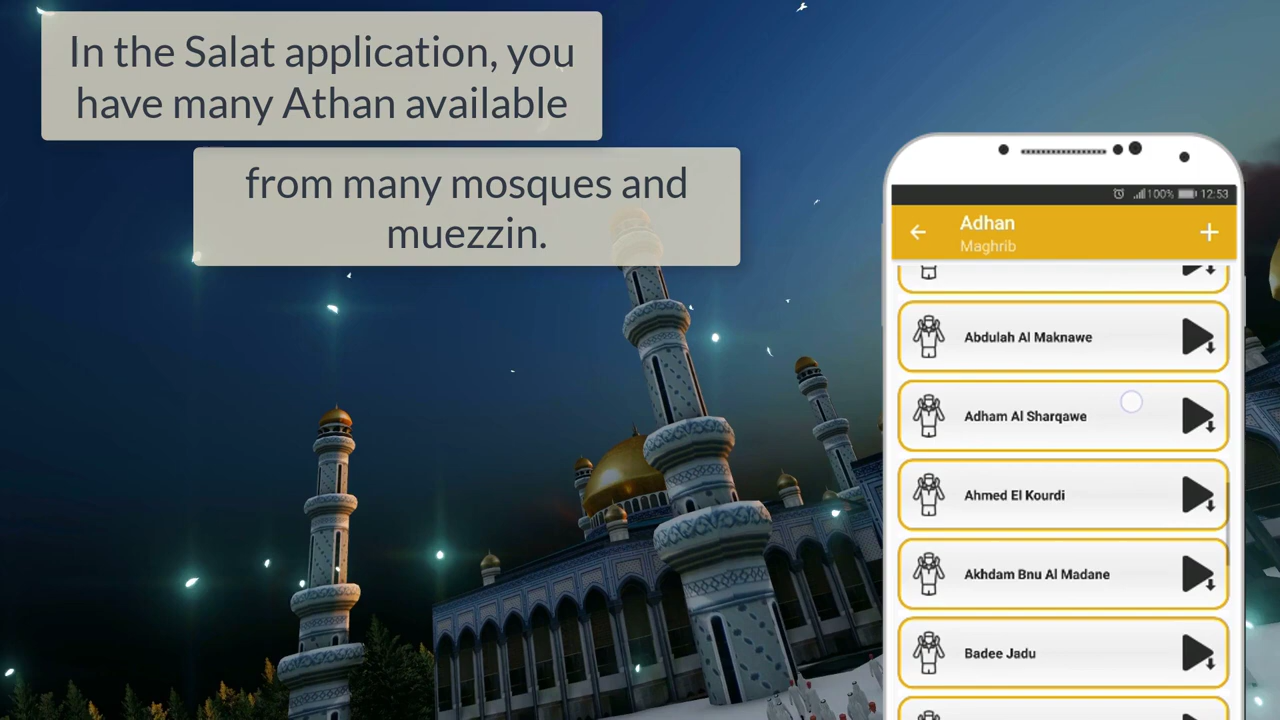 In the Salat application, you
have many Athan available
from many mosques and
muezzin.
100% 12:53
Adhan
Maghrib
Abdulah Al Maknawe
Adham Al Sharqawe
Ahmed El Kourdi
Akhdam Bnu Al Madane
Badee Jadu